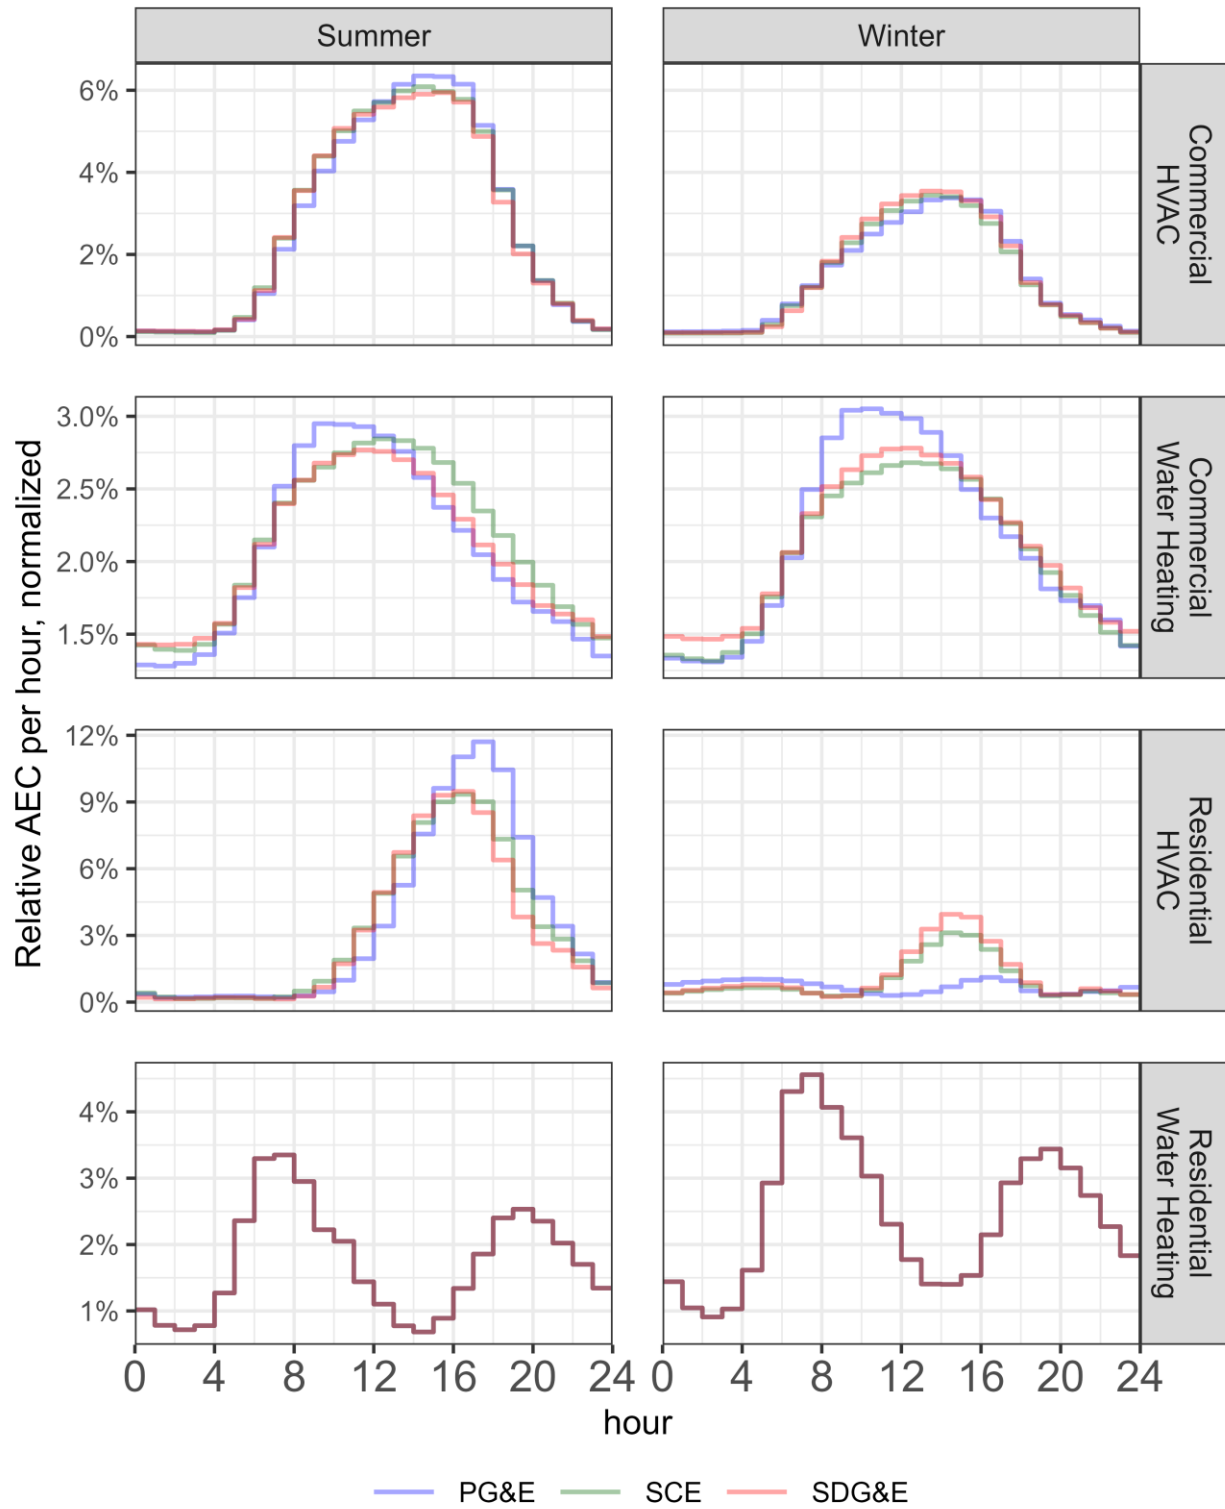 Summer
Winter
6%
4%
2%
0%
Commercial
HVAC
3.0%
2.5%
2.0%
1.5%
Commercial
Water Heating
12%
9%
6%
3%
0%
Residential
HVAC
4%
3%
2%
1%
Residential
Water Heating
Relative AEC per hour, normalized
0 4 8 12 16 20 24
0 4 8 12 16 20 24
hour
PG&E SCE SDG&E